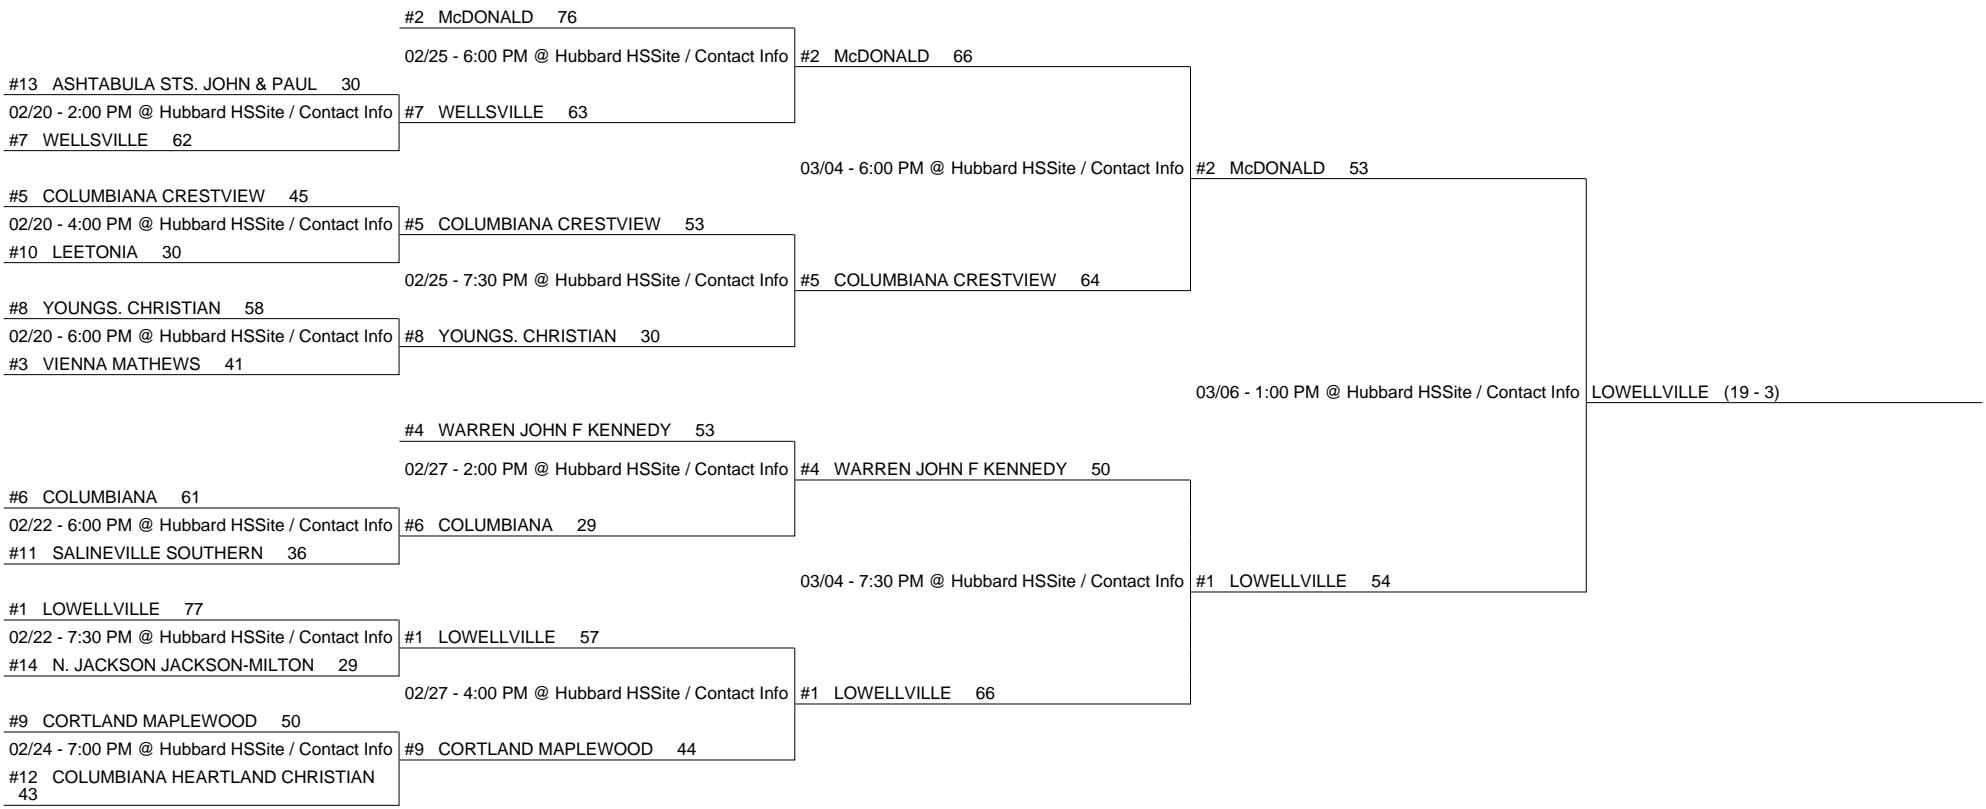 #2 McDONALD 76
02/25 - 6:00 PM @ Hubbard HSSite / Contact Info
#2 McDONALD 66
#13 ASHTABULA STS. JOHN & PAUL 30
02/20 - 2:00 PM @ Hubbard HSSite / Contact Info
#7 WELLSVILLE 63
#7 WELLSVILLE 62
03/04 - 6:00 PM @ Hubbard HSSite / Contact Info
#2 McDONALD 53
#5 COLUMBIANA CRESTVIEW 45
02/20 - 4:00 PM @ Hubbard HSSite / Contact Info
#5 COLUMBIANA CRESTVIEW 53
#10 LEETONIA 30
02/25 - 7:30 PM @ Hubbard HSSite / Contact Info
#5 COLUMBIANA CRESTVIEW 64
#8 YOUNGS. CHRISTIAN 58
02/20 - 6:00 PM @ Hubbard HSSite / Contact Info
#8 YOUNGS. CHRISTIAN 30
#3 VIENNA MATHEWS 41
03/06 - 1:00 PM @ Hubbard HSSite / Contact Info
LOWELLVILLE (19 - 3)
#4 WARREN JOHN F KENNEDY 53
02/27 - 2:00 PM @ Hubbard HSSite / Contact Info
#4 WARREN JOHN F KENNEDY 50
#6 COLUMBIANA 61
02/22 - 6:00 PM @ Hubbard HSSite / Contact Info
#6 COLUMBIANA 29
#11 SALINEVILLE SOUTHERN 36
03/04 - 7:30 PM @ Hubbard HSSite / Contact Info
#1 LOWELLVILLE 54
#1 LOWELLVILLE 77
02/22 - 7:30 PM @ Hubbard HSSite / Contact Info
#1 LOWELLVILLE 57
#14 N. JACKSON JACKSON-MILTON 29
02/27 - 4:00 PM @ Hubbard HSSite / Contact Info
#1 LOWELLVILLE 66
#9 CORTLAND MAPLEWOOD 50
02/24 - 7:00 PM @ Hubbard HSSite / Contact Info
#9 CORTLAND MAPLEWOOD 44
#12 COLUMBIANA HEARTLAND CHRISTIAN
43